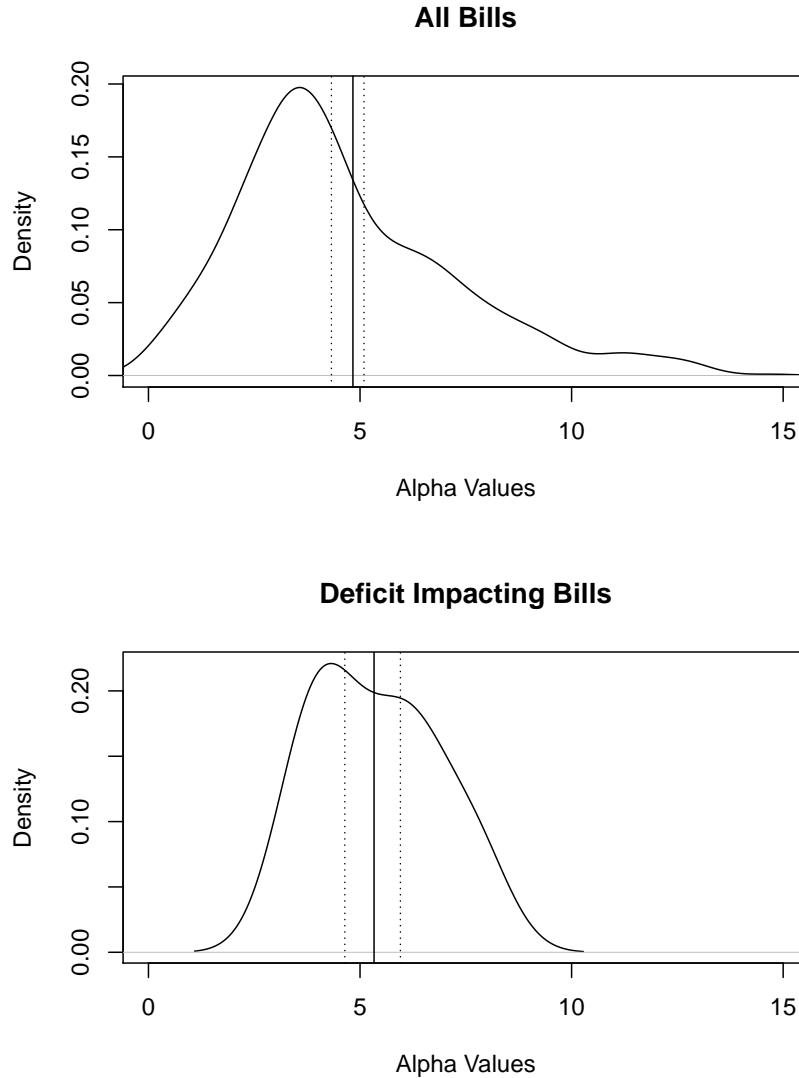 All Bills
Density
0.20
0.15
0.10
0.05
0.00
0 5 10 15
Alpha Values
Deficit Impacting Bills
Density
0.20
0.10
0.00
0 5 10 15
Alpha Values